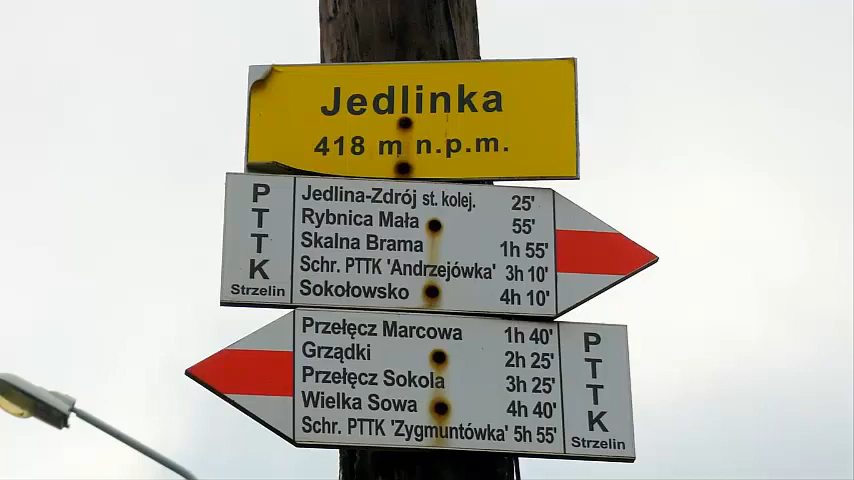 Jedlinka
418 m n.p.m.
PTTK
Strzelin
Jedlina-Zdrój st. kolej. 25'
Rybnica Mała 55'
Skalna Brama 1h 55'
Schr. PTTK 'Andrzejówka' 3h 10'
Sokołowsko 4h 10'
Przełęcz Marcowa 1h 40'
Grządki 2h 25'
Przełęcz Sokola 3h 25'
Wielka Sowa 4h 40'
Schr. PTTK 'Zygmuntówka' 5h 55'
PTTK
Strzelin